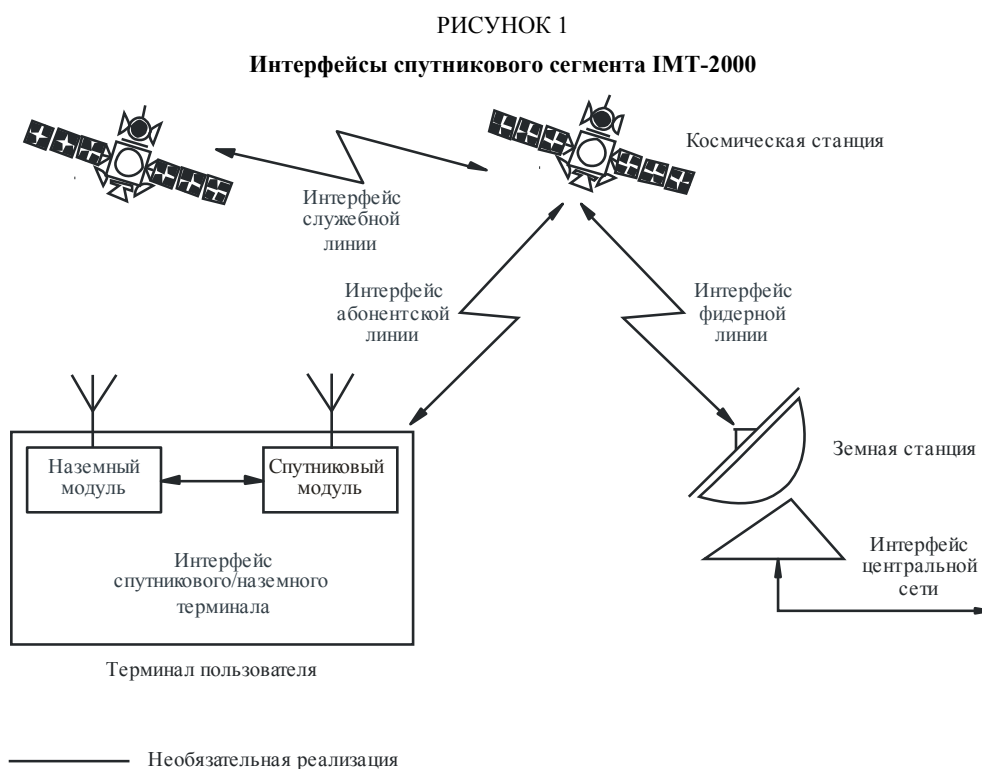 РИСУНОК 1
Интерфейсы спутникового сегмента IMT-2000
Космическая станция
Интерфейс
служебной
линии
Интерфейс
абонентской
линии
Интерфейс
фидерной
линии
Наземный
модуль
Спутниковый
модуль
Земная станция
Интерфейс
спутникового/наземного
терминала
Интерфейс
центральной
сети
Терминал пользователя
Необязательная реализация